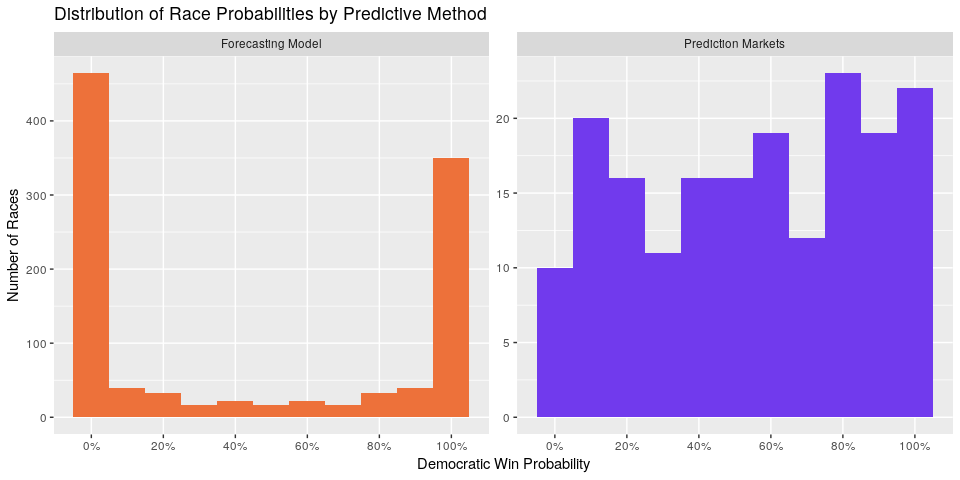 Distribution of Race Probabilities by Predictive Method
Forecasting Model
Prediction Markets
Number of Races
400
300
200
100
0
20
15
10
5
0
0% 20% 40% 60% 80% 100%
0% 20% 40% 60% 80% 100%
Democratic Win Probability